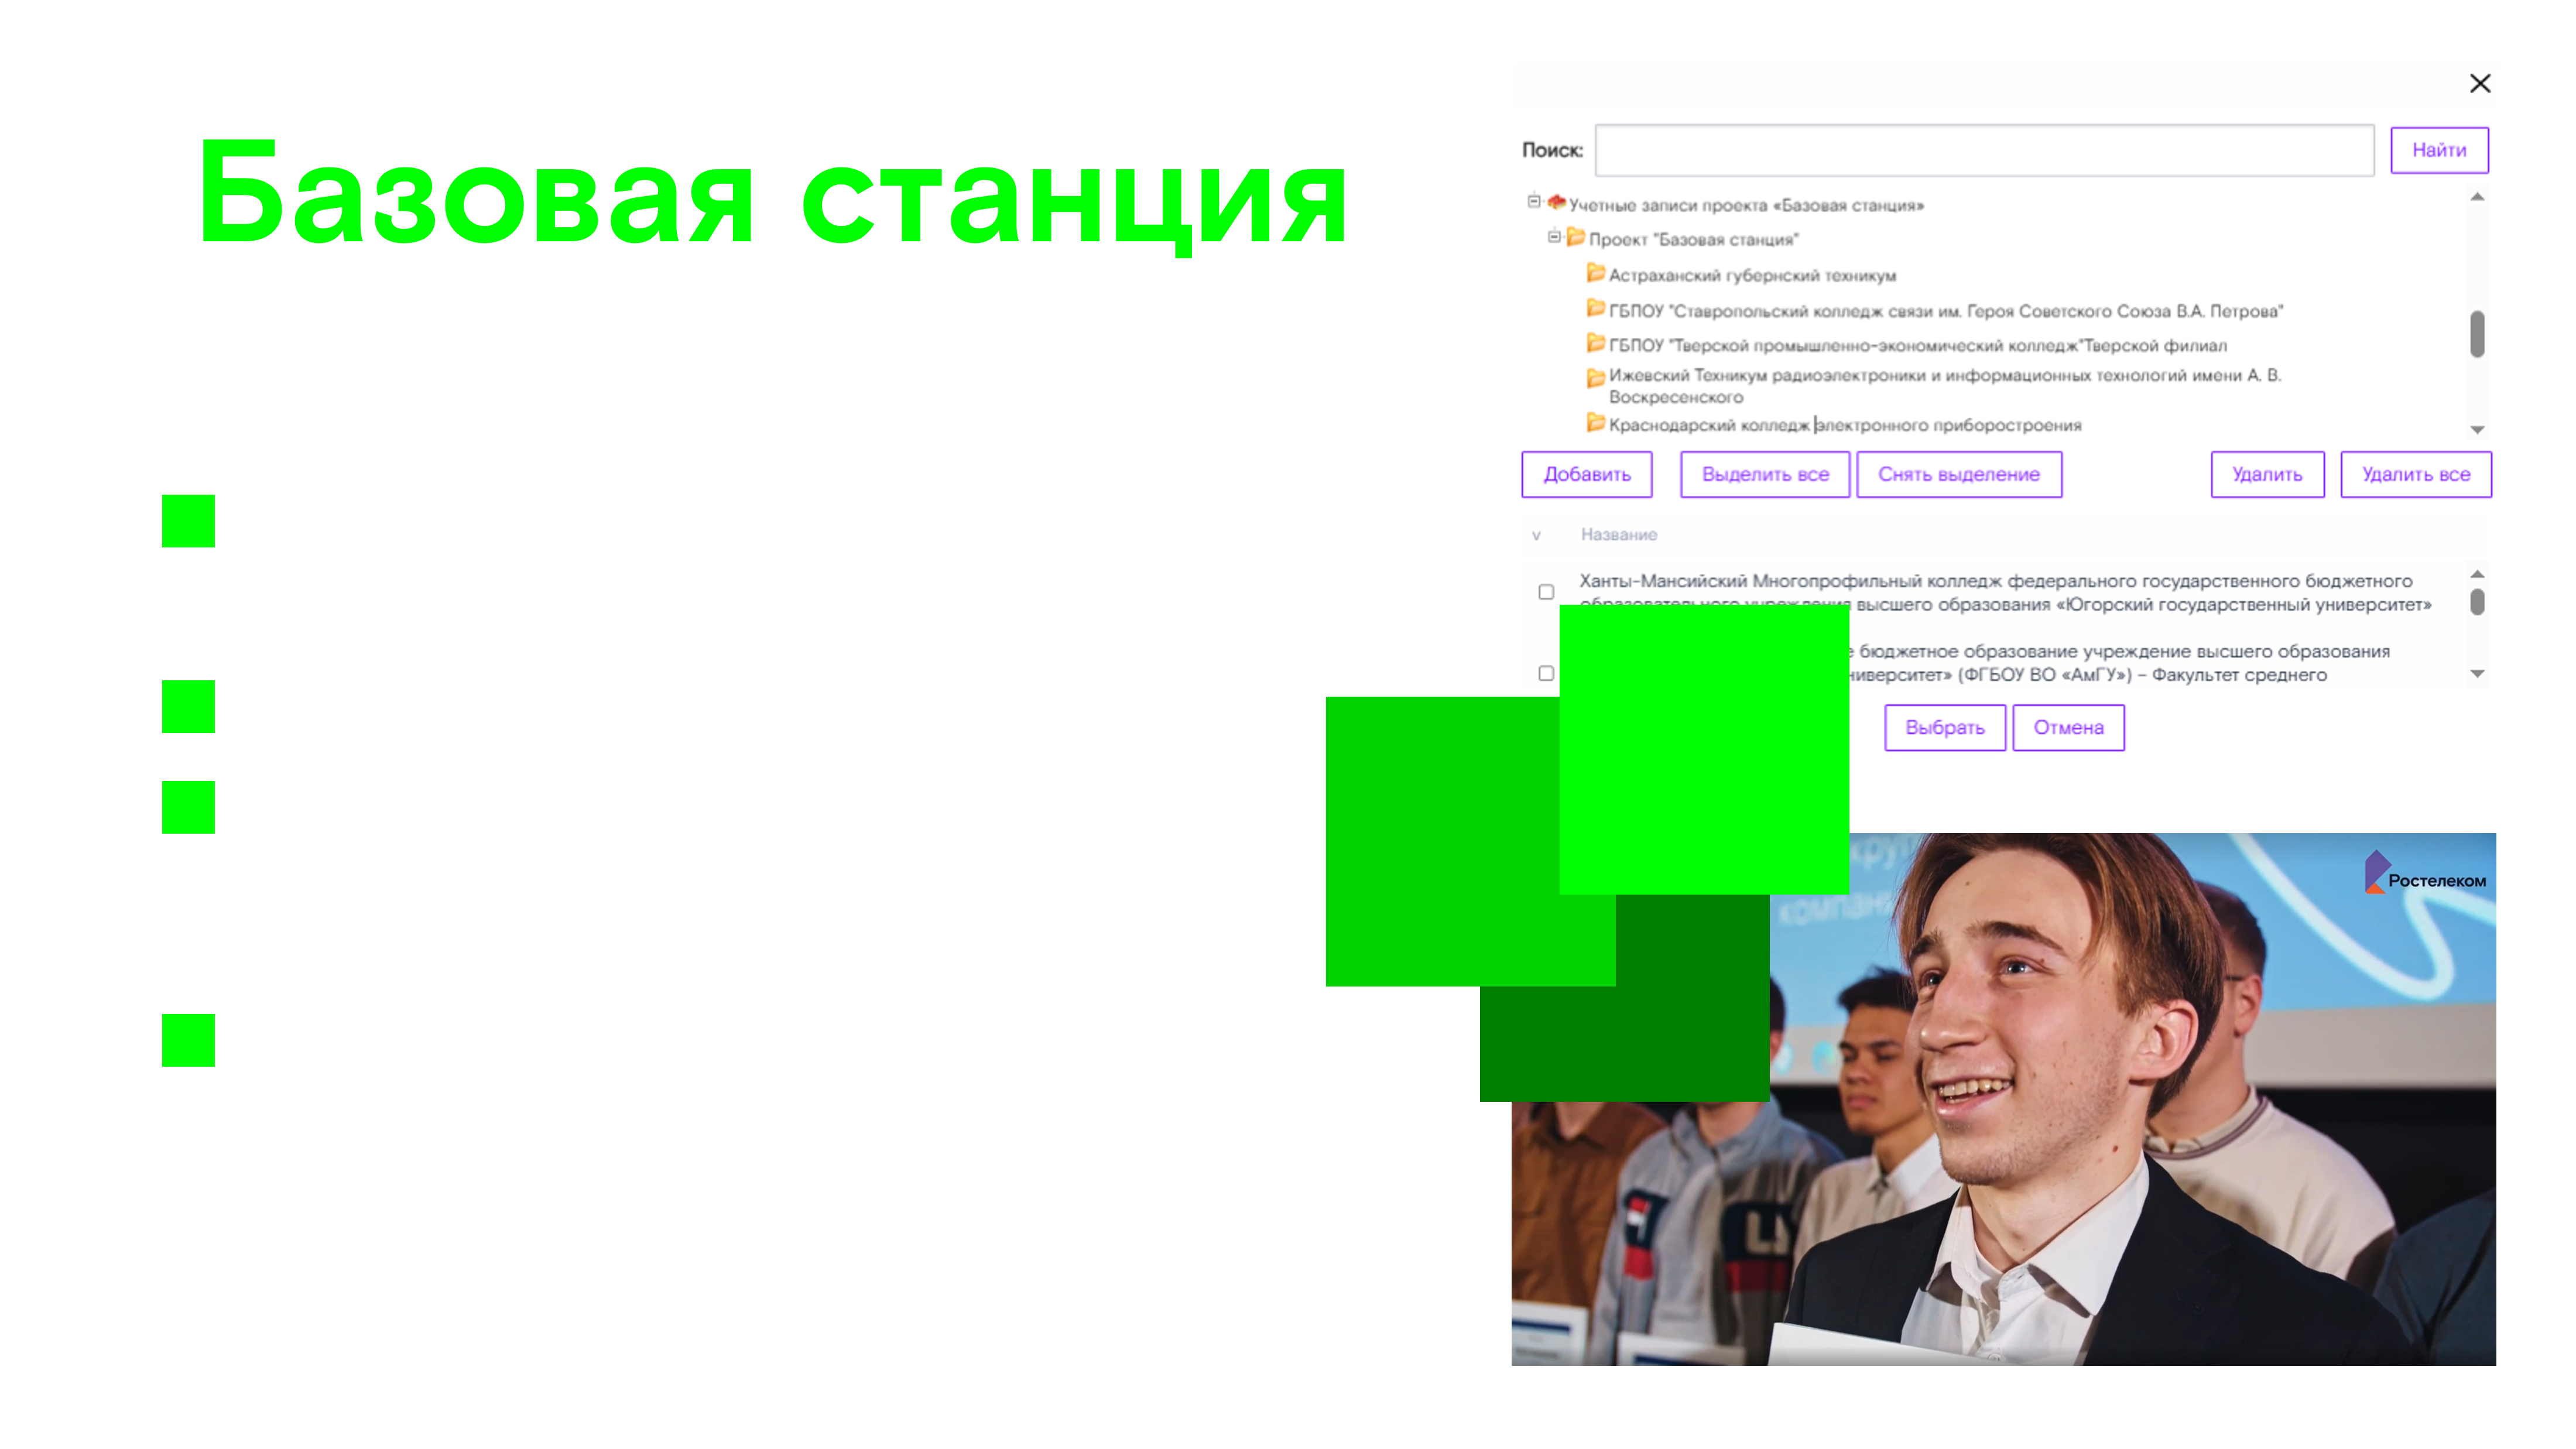 Базовая станция
Поиск:
Найти
Учетные записи проекта «Базовая станция»
Проект "Базовая станция"
Астраханский губернский техникум
ГБПОУ "Ставропольский колледж связи им. Героя Советского Союза В.А. Петрова"
ГБПОУ "Тверской промышленно-экономический колледж"Тверской филиал
Ижевский Техникум радиоэлектроники и информационных технологий имени А. В.
Воскресенского
Краснодарский колледж электронного приборостроения
Добавить
Выделить все
Снять выделение
Удалить
Удалить все
v Название
Ханты-Мансийский Многопрофильный колледж федерального государственного бюджетного
образовательного учреждения высшего образования «Югорский государственный университет»
бюджетное образование учреждение высшего образования
(ФГБОУ ВО «АмГУ») – Факультет среднего
Выбрать
Отмена
Ростелеком